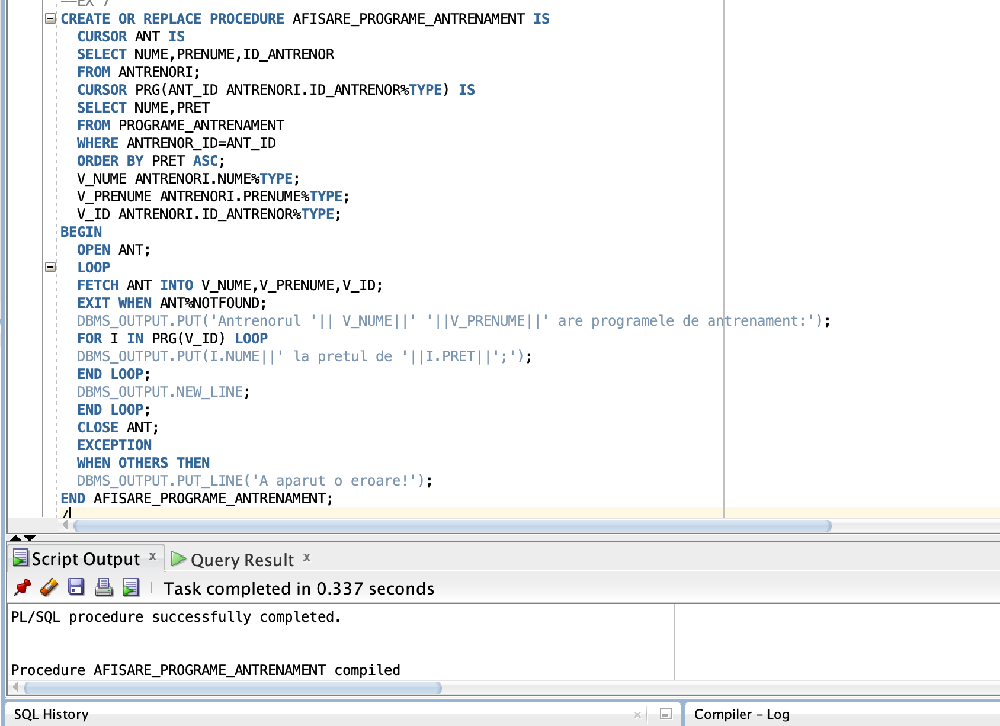 --EX 7
CREATE OR REPLACE PROCEDURE AFISARE_PROGRAME_ANTRENAMENT IS
CURSOR ANT IS
SELECT NUME,PRENUME,ID_ANTRENOR
FROM ANTRENORI;
CURSOR PRG(ANT_ID ANTRENORI.ID_ANTRENOR%TYPE) IS
SELECT NUME,PRET
FROM PROGRAME_ANTRENAMENT
WHERE ANTRENOR_ID=ANT_ID
ORDER BY PRET ASC;
V_NUME ANTRENORI.NUME%TYPE;
V_PRENUME ANTRENORI.PRENUME%TYPE;
V_ID ANTRENORI.ID_ANTRENOR%TYPE;
BEGIN
OPEN ANT;
LOOP
FETCH ANT INTO V_NUME,V_PRENUME,V_ID;
EXIT WHEN ANT%NOTFOUND;
DBMS_OUTPUT.PUT('Antrenorul '|| V_NUME||' '||V_PRENUME||' are programele de antrenament:');
FOR I IN PRG(V_ID) LOOP
DBMS_OUTPUT.PUT(I.NUME||' la pretul de '||I.PRET||';');
END LOOP;
DBMS_OUTPUT.NEW_LINE;
END LOOP;
CLOSE ANT;
EXCEPTION
WHEN OTHERS THEN
DBMS_OUTPUT.PUT_LINE('A aparut o eroare!');
END AFISARE_PROGRAME_ANTRENAMENT;
/
Script Output x Query Result x
Task completed in 0.337 seconds
PL/SQL procedure successfully completed.
Procedure AFISARE_PROGRAME_ANTRENAMENT compiled
SQL History x Compiler - Log